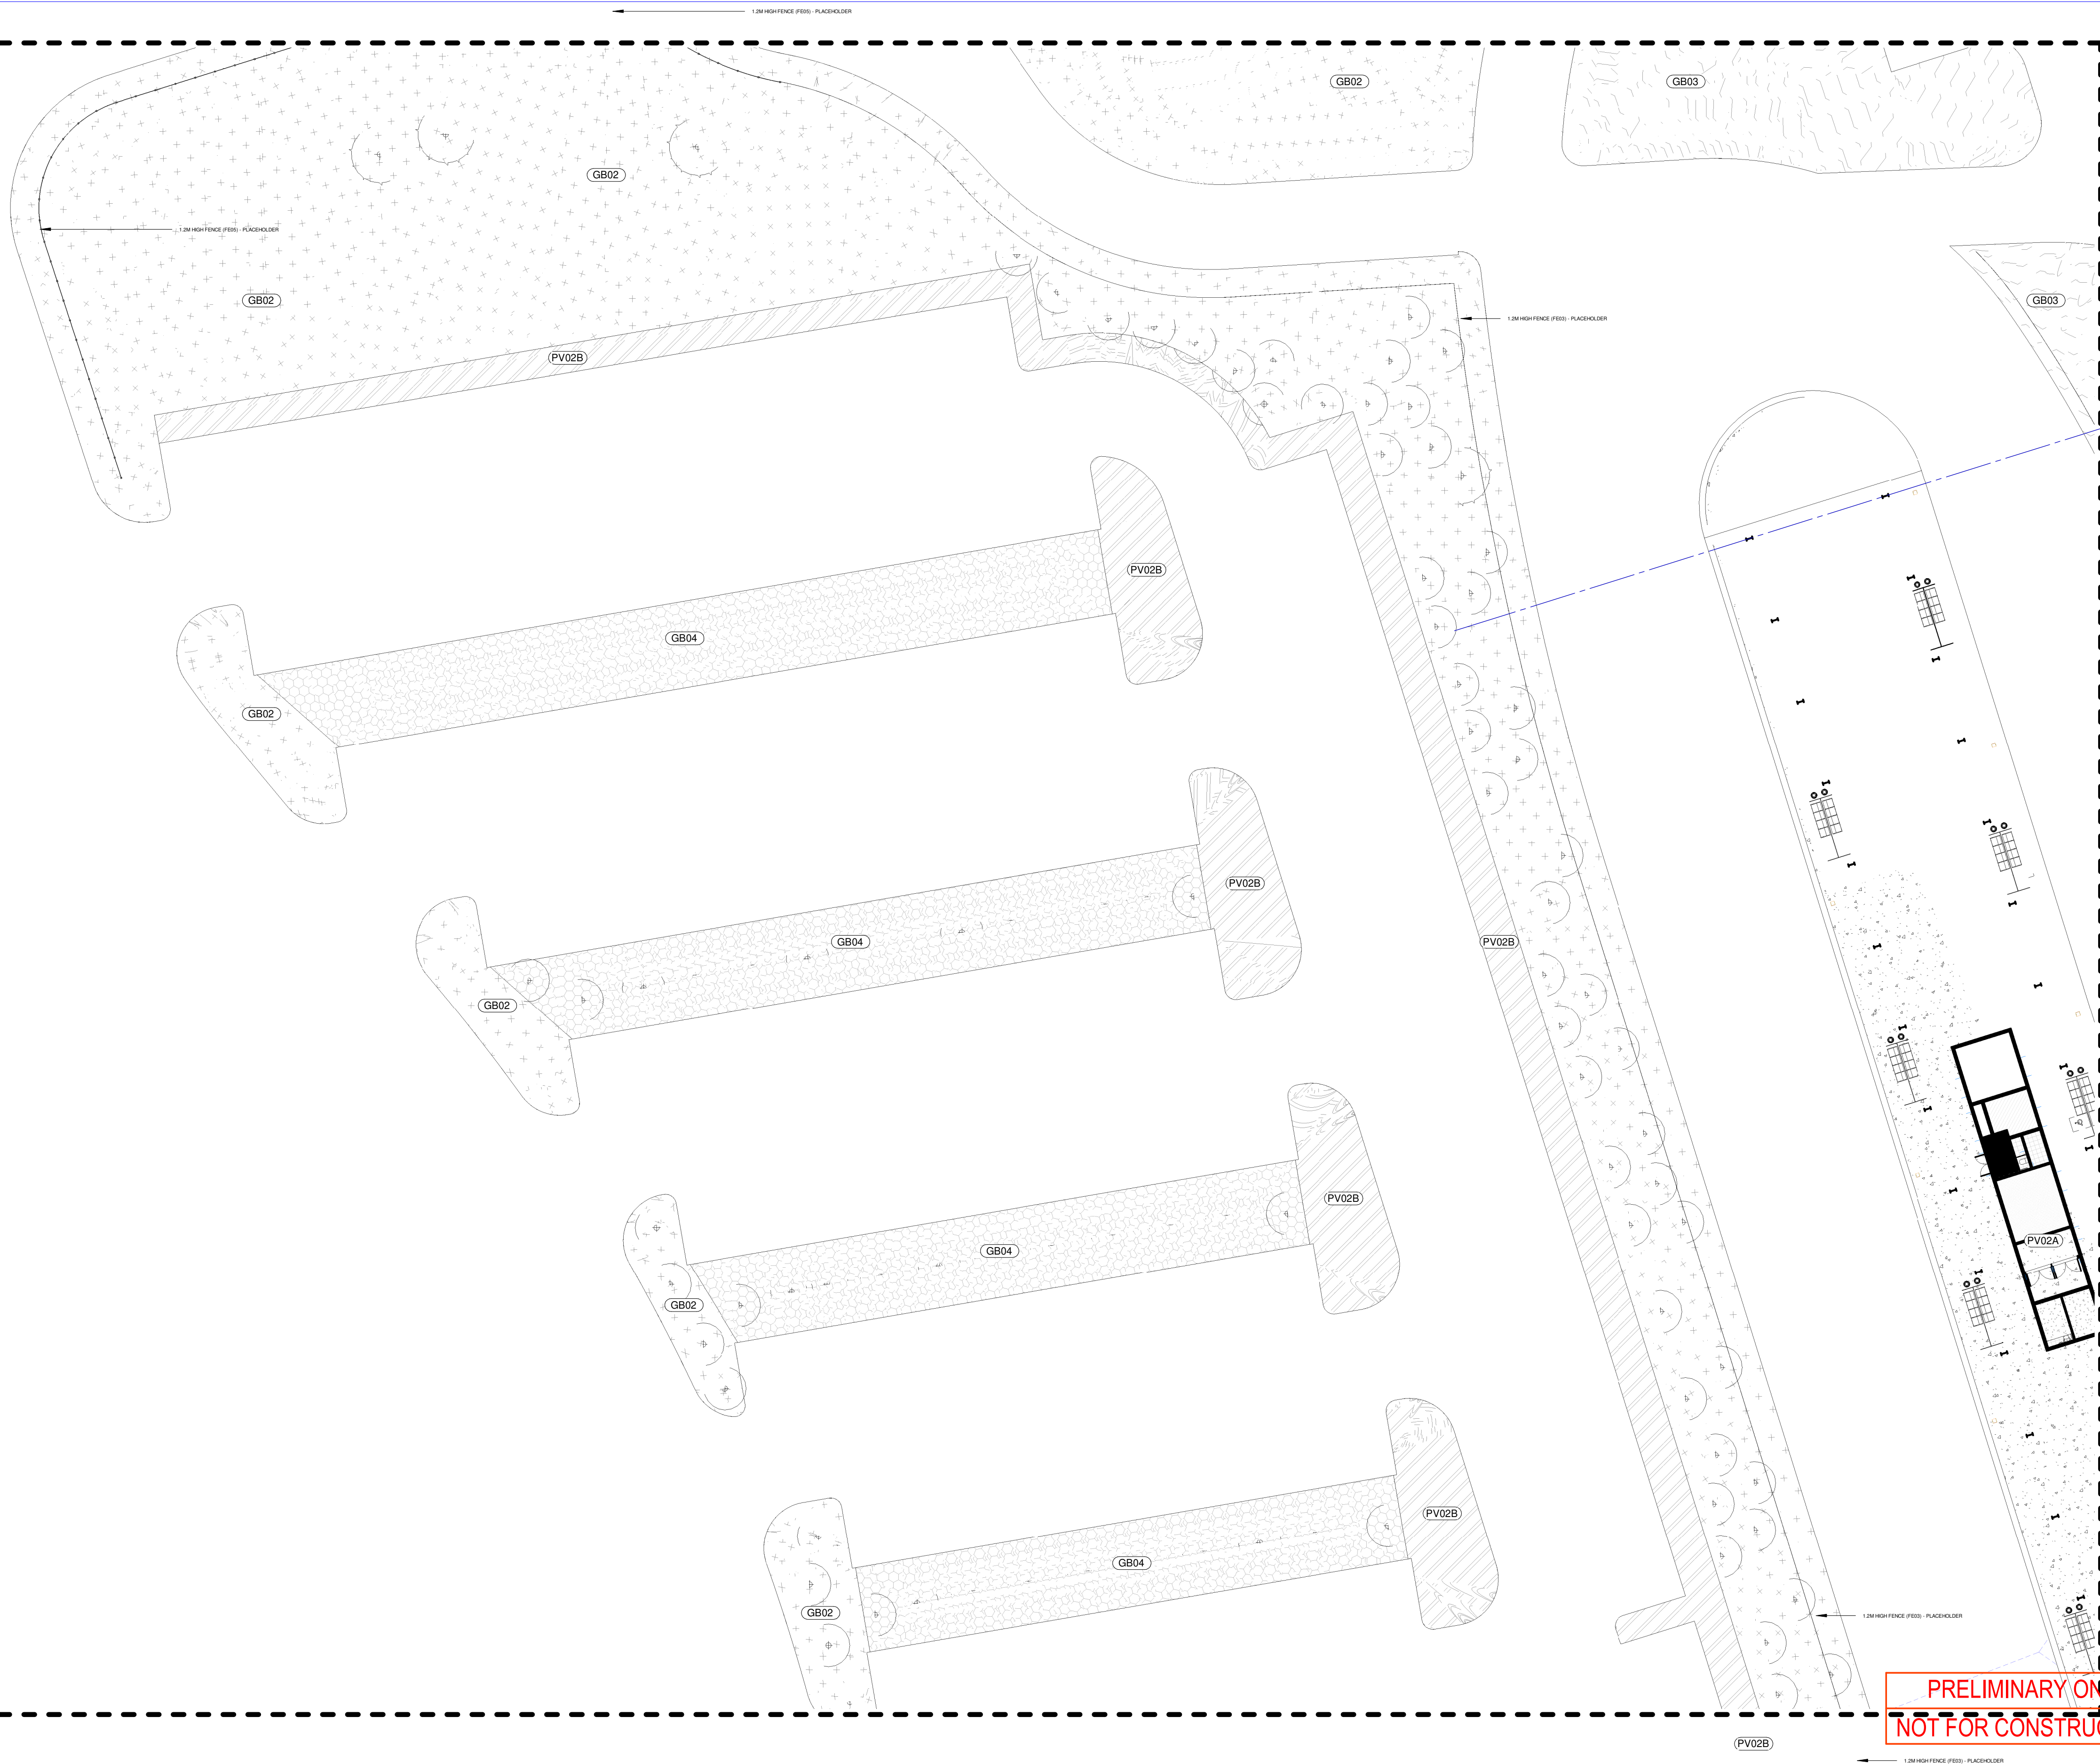 1.2M HIGH FENCE (FE05) - PLACEHOLDER
GB02
GB03
GB02
1.2M HIGH FENCE (FE05) - PLACEHOLDER
GB02
GB03
1.2M HIGH FENCE (FE03) - PLACEHOLDER
PV02B
PV02B
GB04
GB02
PV02B
GB04
PV02B
GB02
PV02B
PV02A
GB04
GB02
PV02B
GB04
GB02
1.2M HIGH FENCE (FE03) - PLACEHOLDER
PRELIMINARY ON
NOT FOR CONSTRUC
PV02B
1.2M HIGH FENCE (FE03) - PLACEHOLDER